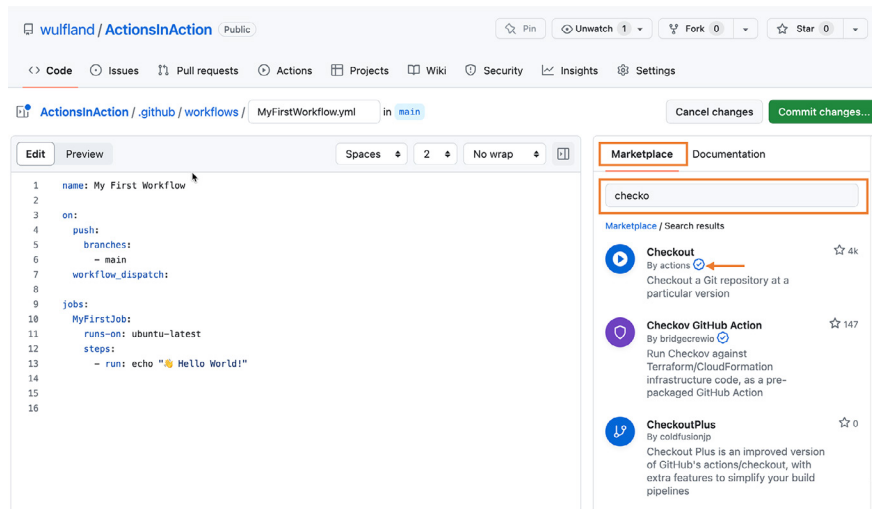 wulfland / ActionsInAction Public
Pin
Unwatch 1
Fork 0
Star 0
Code
Issues
Pull requests
Actions
Projects
Wiki
Security
Insights
Settings
ActionsInAction / .github / workflows / MyFirstWorkflow.yml in main
Cancel changes
Commit changes...
Edit
Preview
Spaces
2
No wrap
1 name: My First Workflow
2
3 on:
4 push:
5 branches:
6 - main
7 workflow_dispatch:
8
9 jobs:
10 MyFirstJob:
11 runs-on: ubuntu-latest
12 steps:
13 - run: echo "👋 Hello World!"
14
15
16
Marketplace
Documentation
checko
Marketplace / Search results
Checkout
4k
By actions
Checkout a Git repository at a
particular version
Checkov GitHub Action
147
By bridgecrewio
Run Checkov against
Terraform/CloudFormation
infrastructure code, as a pre-
packaged GitHub Action
CheckoutPlus
0
By coldfusionjp
Checkout Plus is an improved version
of GitHub's actions/checkout, with
extra features to simplify your build
pipelines